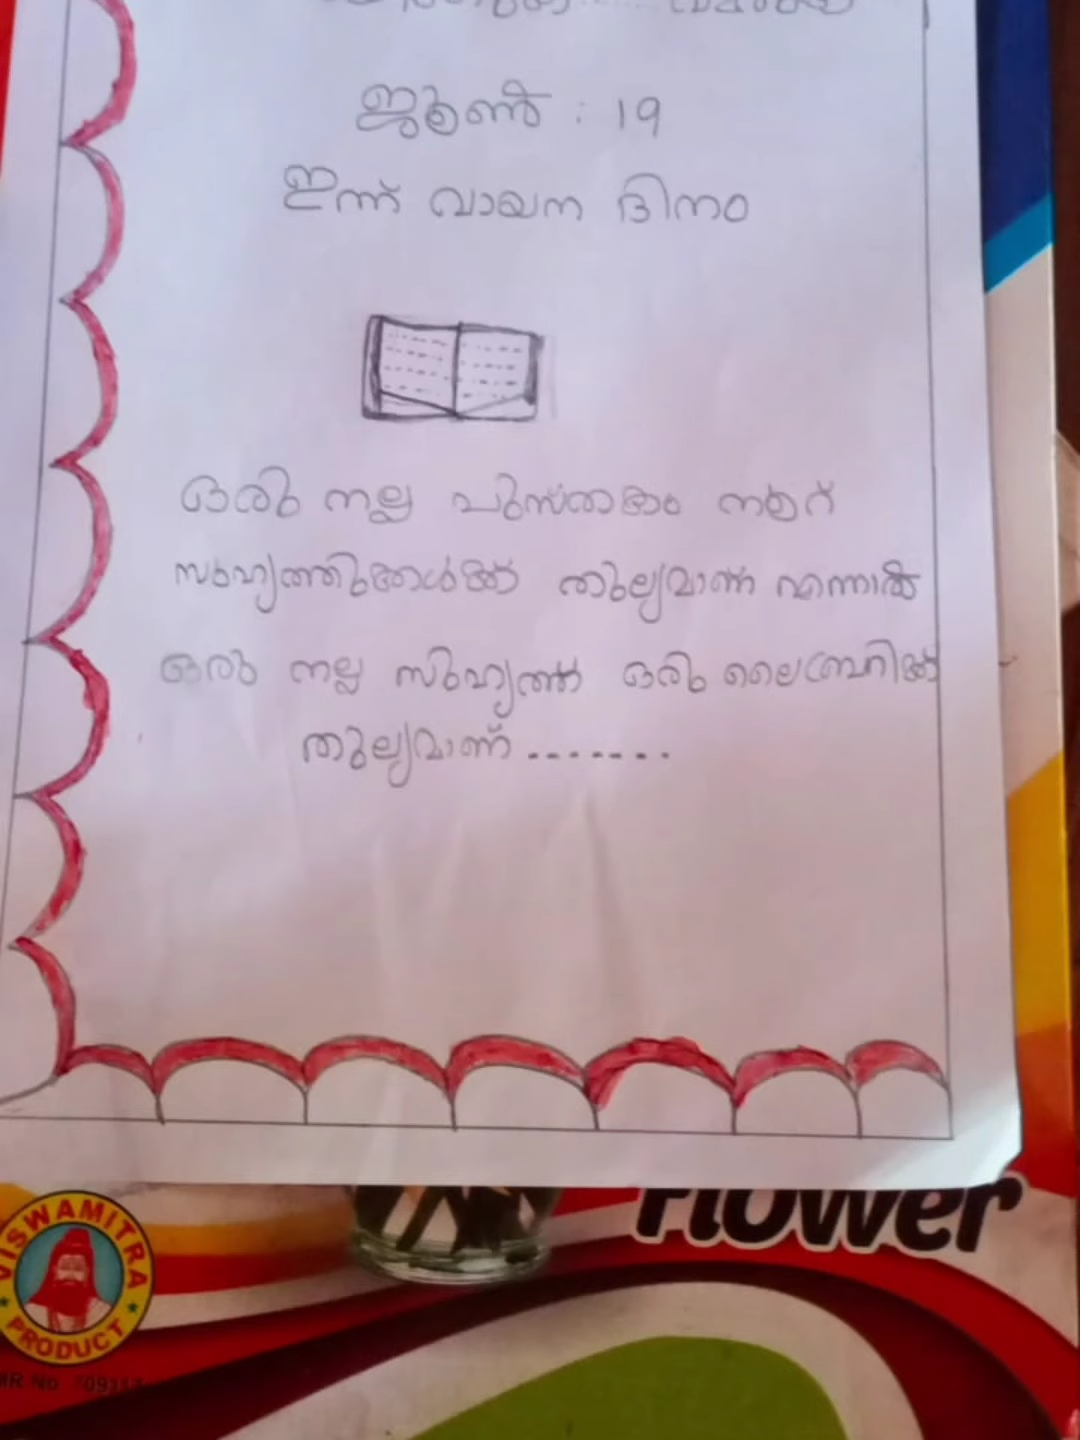 ജൂൺ : 19
ഇന്ന് വായന ദിനം
ഒരു നല്ല പുസ്തകം നൂറ്
സുഹൃത്തുക്കൾക്ക് തുല്യമാണ് എന്നാൽ
ഒരു നല്ല സുഹൃത്ത് ഒരു ലൈബ്രറിക്ക്
തുല്യമാണ് .......
Flower
VISWAMITRA
PRODUCT